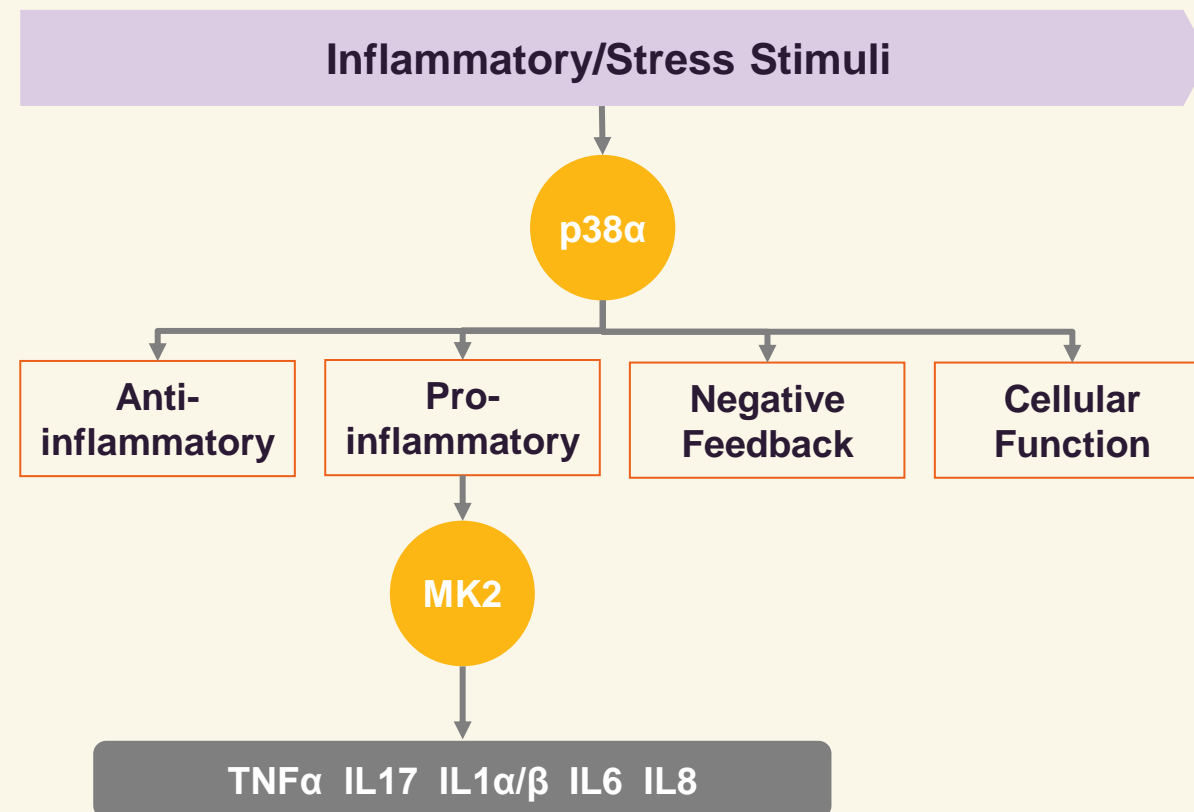 Inflammatory/Stress Stimuli
p38α
Anti-
inflammatory
Pro-
inflammatory
Negative
Feedback
Cellular
Function
MK2
TNFα IL17 IL1α/β IL6 IL8